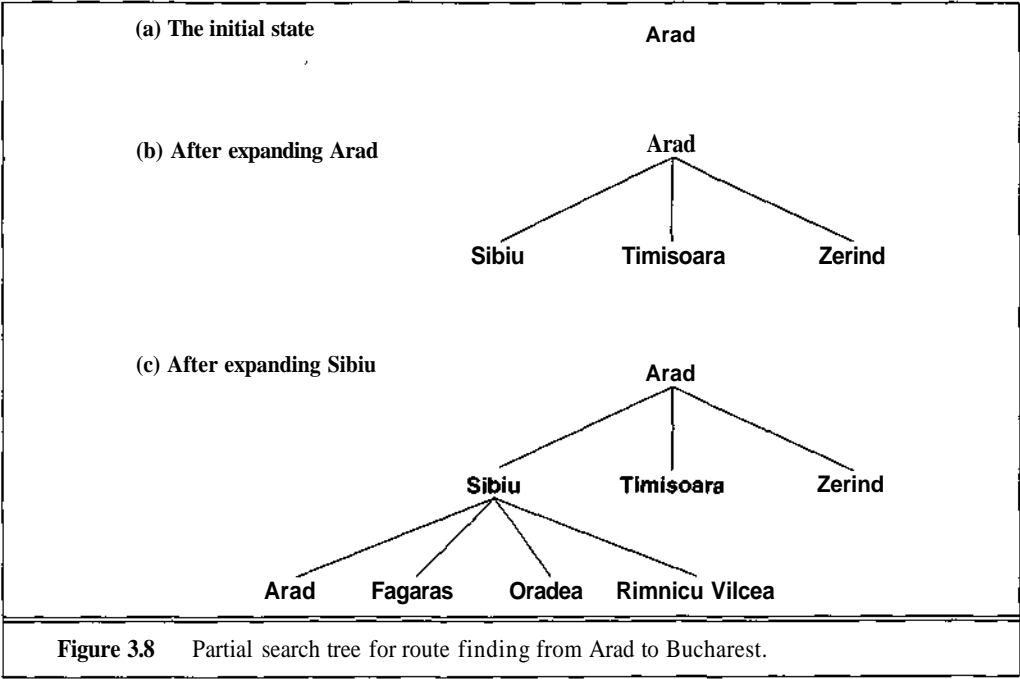 (a) The initial state Arad
(b) After expanding Arad Arad
Sibiu Timisoara Zerind
(c) After expanding Sibiu Arad
Sibiu Timisoara Zerind
Arad Fagaras Oradea Rimnicu Vilcea
Figure 3.8 Partial search tree for route finding from Arad to Bucharest.